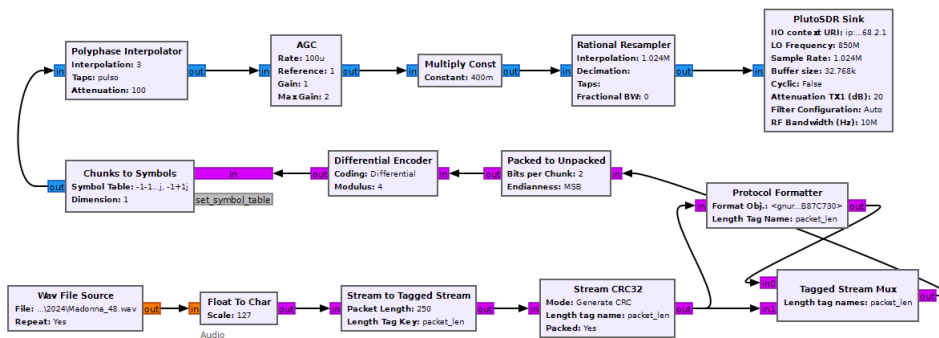 Polyphase Interpolator
Interpolation: 3
Taps: pulso
Attenuation: 100
in
out
AGC
Rate: 100u
Reference: 1
Gain: 1
Max Gain: 2
in
out
Multiply Const
Constant: 400m
in
out
Rational Resampler
Interpolation: 1.024M
Decimation: ...
Taps:
Fractional BW: 0
in
out
PlutoSDR Sink
IIO context URI: ip:...68.2.1
LO Frequency: 850M
Sample Rate: 1.024M
Buffer size: 32.768k
Cyclic: False
Attenuation TX1 (dB): 20
Filter Configuration: Auto
RF Bandwidth (Hz): 10M
in
Chunks to Symbols
Symbol Table: -1-1...j, -1+1j
Dimension: 1
out
in
set_symbol_table
Differential Encoder
Coding: Differential
Modulus: 4
out
in
Packed to Unpacked
Bits per Chunk: 2
Endianness: MSB
out
in
Protocol Formatter
Format Obj.: <gnur...B87C730>
Length Tag Name: packet_len
in
out
Wav File Source
File: ...\2024\Madonna_48.wav
Repeat: Yes
out
Float To Char
Scale: 127
in
out
Audio
Stream to Tagged Stream
Packet Length: 250
Length Tag Key: packet_len
in
out
Stream CRC32
Mode: Generate CRC
Length tag name: packet_len
Packed: Yes
in
out
Tagged Stream Mux
Length tag names: packet_len
in0
in1
out